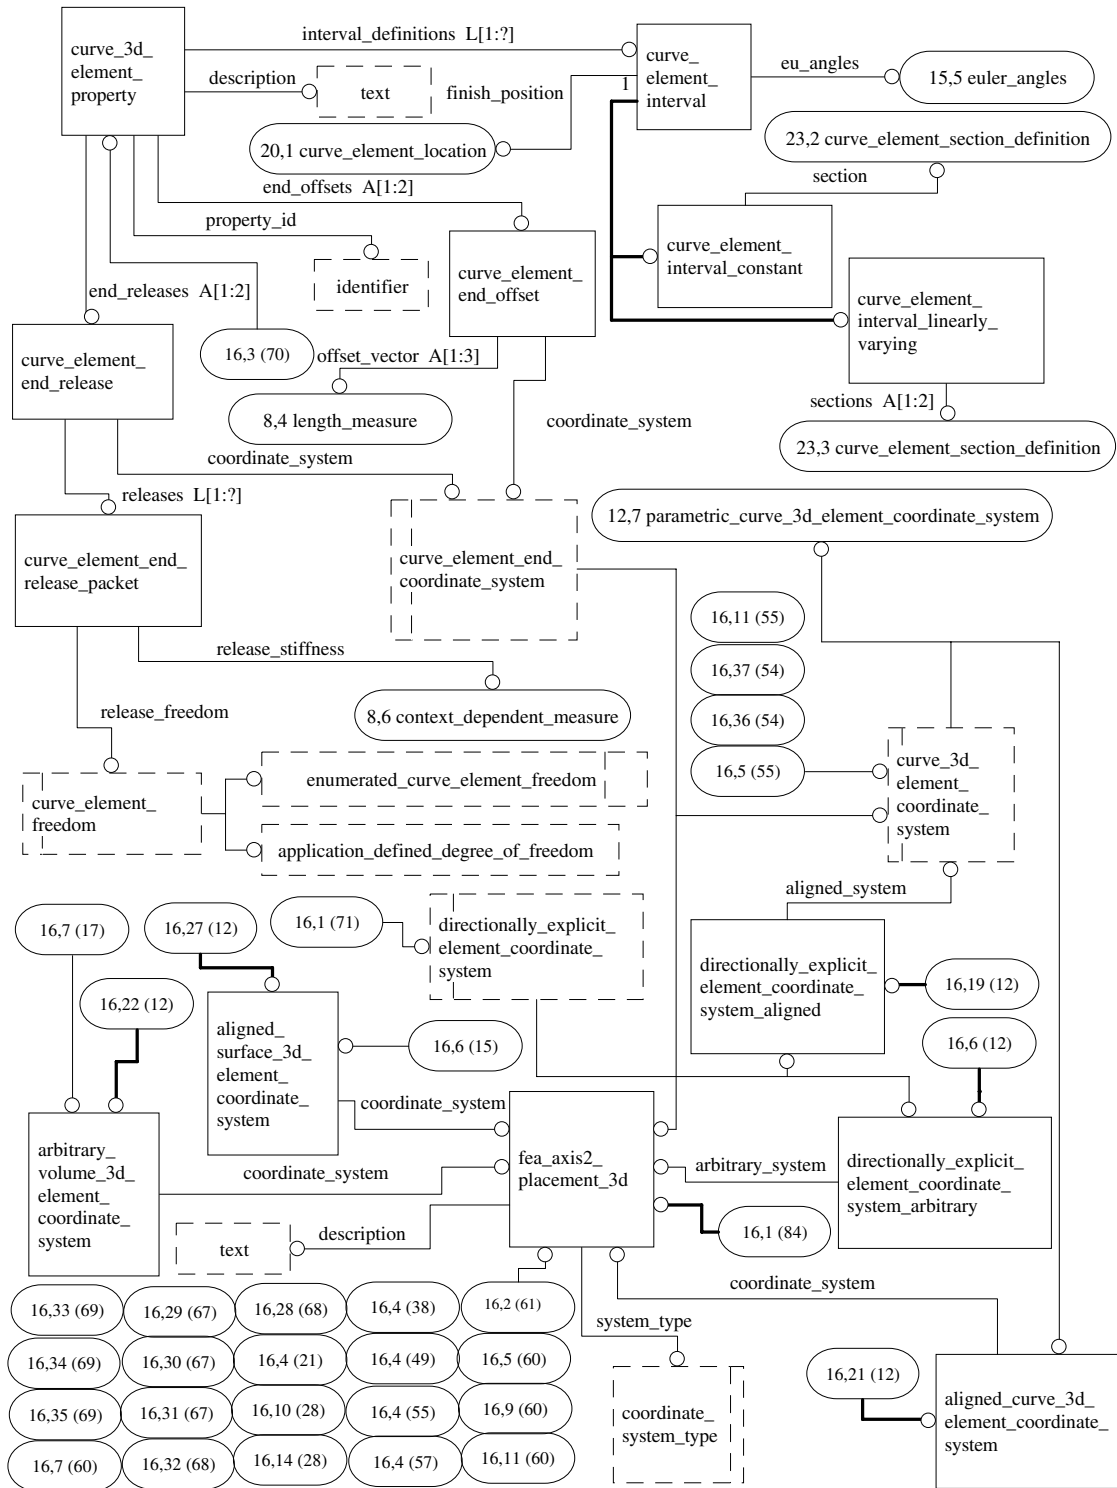 curve_3d_
element_
property
interval_definitions L[1:?]
curve_
element_
interval
1
eu_angles
15,5 euler_angles
description
text
finish_position
20,1 curve_element_location
23,2 curve_element_section_definition
section
end_offsets A[1:2]
property_id
identifier
curve_element_
end_offset
curve_element_
interval_constant
curve_element_
interval_linearly_
varying
end_releases A[1:2]
16,3 (70)
offset_vector A[1:3]
8,4 length_measure
curve_element_
end_release
sections A[1:2]
23,3 curve_element_section_definition
coordinate_system
coordinate_system
releases L[1:?]
curve_element_end_
release_packet
curve_element_end_
coordinate_system
12,7 parametric_curve_3d_element_coordinate_system
16,11 (55)
16,37 (54)
16,36 (54)
16,5 (55)
release_stiffness
8,6 context_dependent_measure
release_freedom
curve_3d_
element_
coordinate_
system
curve_element_
freedom
enumerated_curve_element_freedom
application_defined_degree_of_freedom
aligned_system
16,7 (17)
16,27 (12)
16,1 (71)
directionally_explicit_
element_coordinate_
system
directionally_explicit_
element_coordinate_
system_aligned
16,19 (12)
16,22 (12)
aligned_
surface_3d_
element_
coordinate_
system
16,6 (15)
16,6 (12)
coordinate_system
arbitrary_
volume_3d_
element_
coordinate_
system
coordinate_system
fea_axis2_
placement_3d
arbitrary_system
directionally_explicit_
element_coordinate_
system_arbitrary
16,1 (84)
description
text
coordinate_system
16,33 (69)
16,29 (67)
16,28 (68)
16,4 (38)
16,2 (61)
system_type
16,34 (69)
16,30 (67)
16,4 (21)
16,4 (49)
16,5 (60)
16,35 (69)
16,31 (67)
16,10 (28)
16,4 (55)
16,9 (60)
16,7 (60)
16,32 (68)
16,14 (28)
16,4 (57)
16,11 (60)
coordinate_
system_type
16,21 (12)
aligned_curve_3d_
element_coordinate_
system